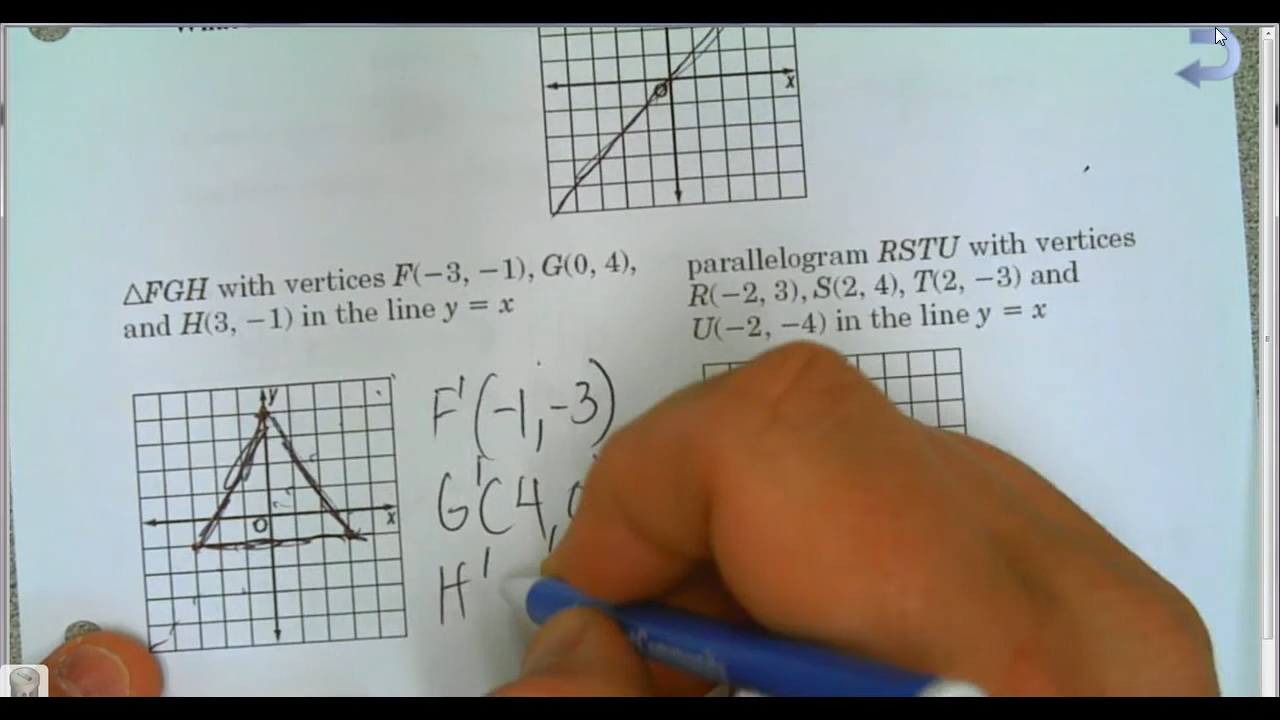 x
O
△FGH with vertices F(−3, −1), G(0, 4),
and H(3, −1) in the line y = x
parallelogram RSTU with vertices
R(−2, 3), S(2, 4), T(2, −3) and
U(−2, −4) in the line y = x
y
O
x
F'(-1,-3)
G'(4,
H'